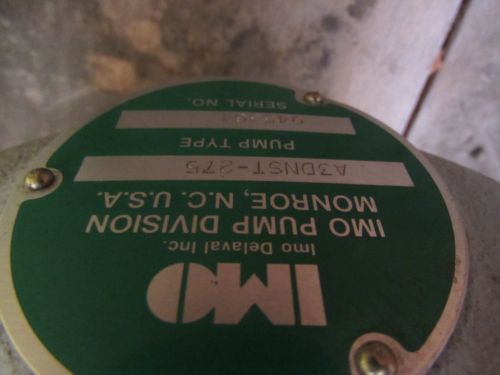 IMO
Imo Delaval Inc.
IMO PUMP DIVISION
MONROE, N.C. U.S.A.
A3DNST-275
PUMP TYPE
SERIAL NO.